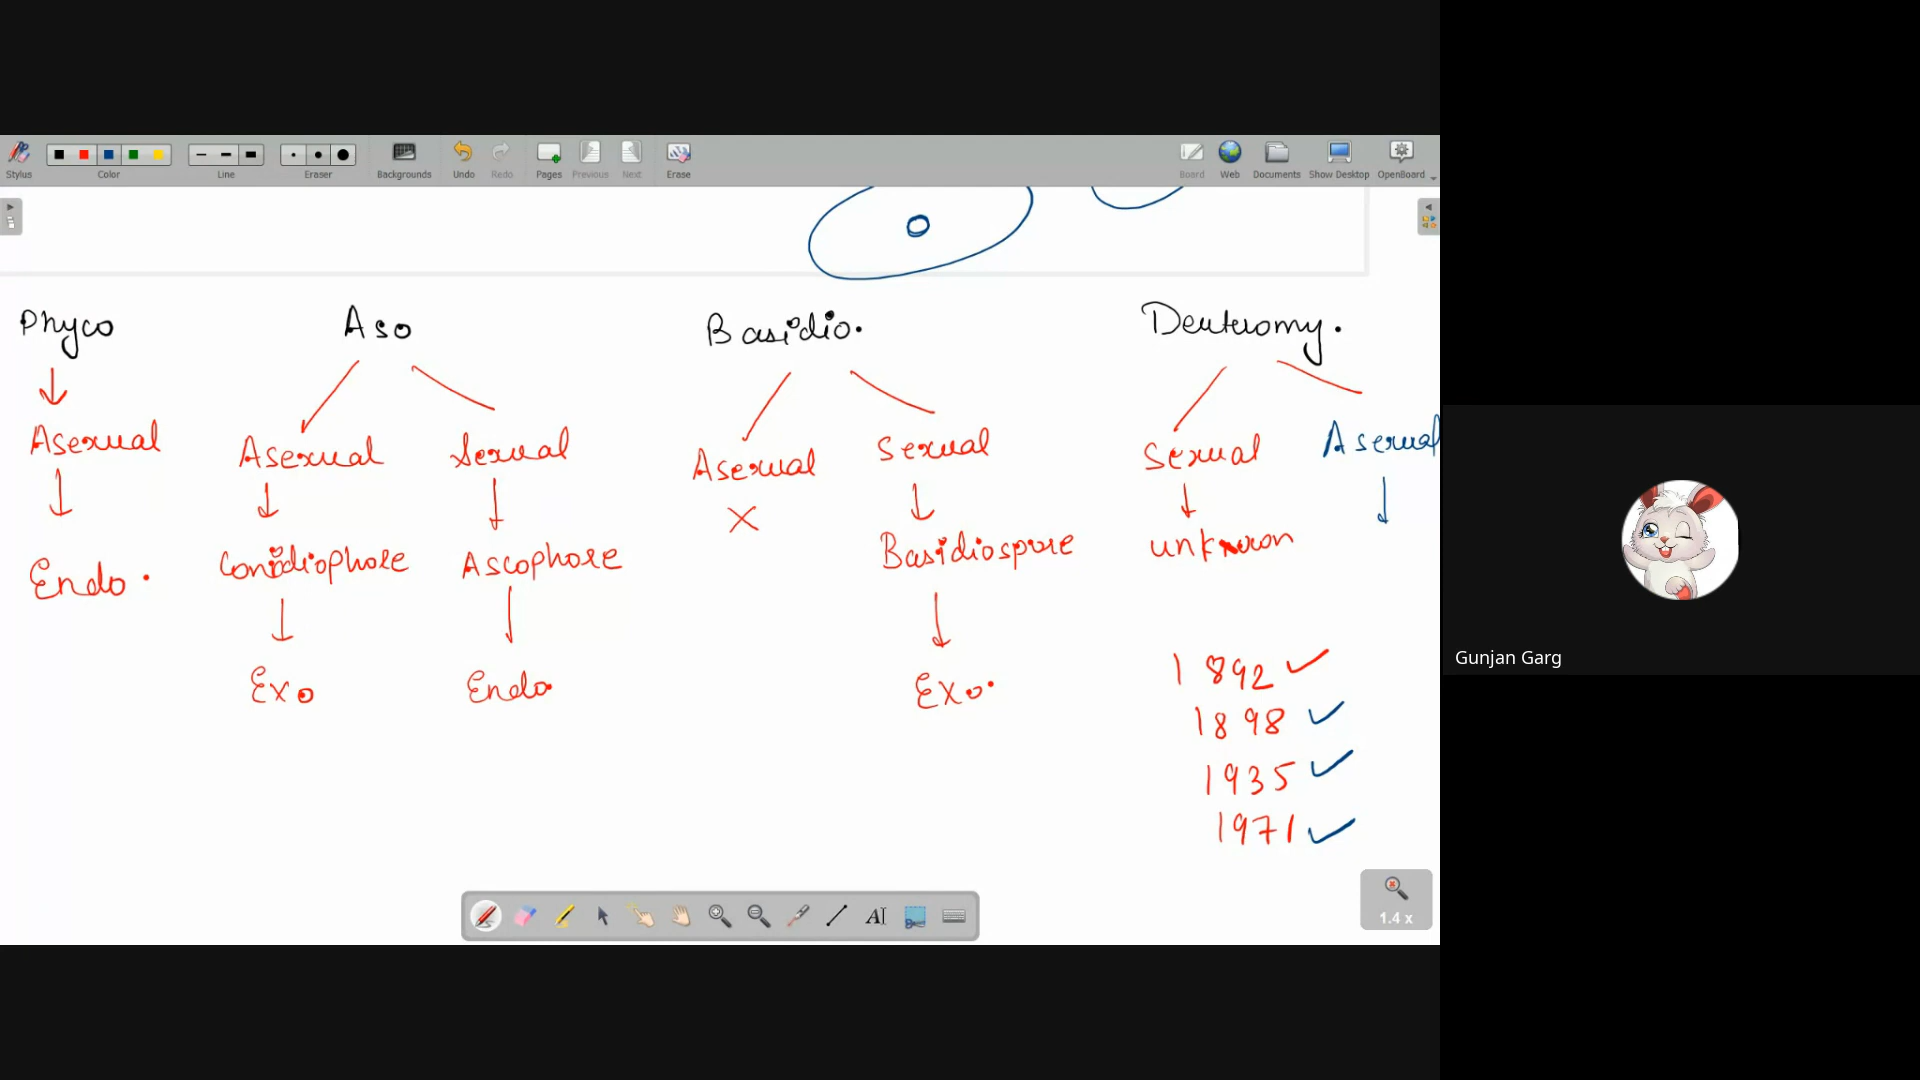 Stylus Color Line Eraser Backgrounds Undo Redo Pages Previous Next Erase Board Web Documents Show Desktop OpenBoard
Phyco Aso Basidio. Deuteromy.
Asexual Asexual Sexual Asexual Sexual Sexual Asexual
Endo. Conidiophore Ascophore × Basidiospore unknown
Exo Endo Exo.
1892 ✓
1898 ✓
1935 ✓
1971 ✓
Gunjan Garg
AI
1.4 x